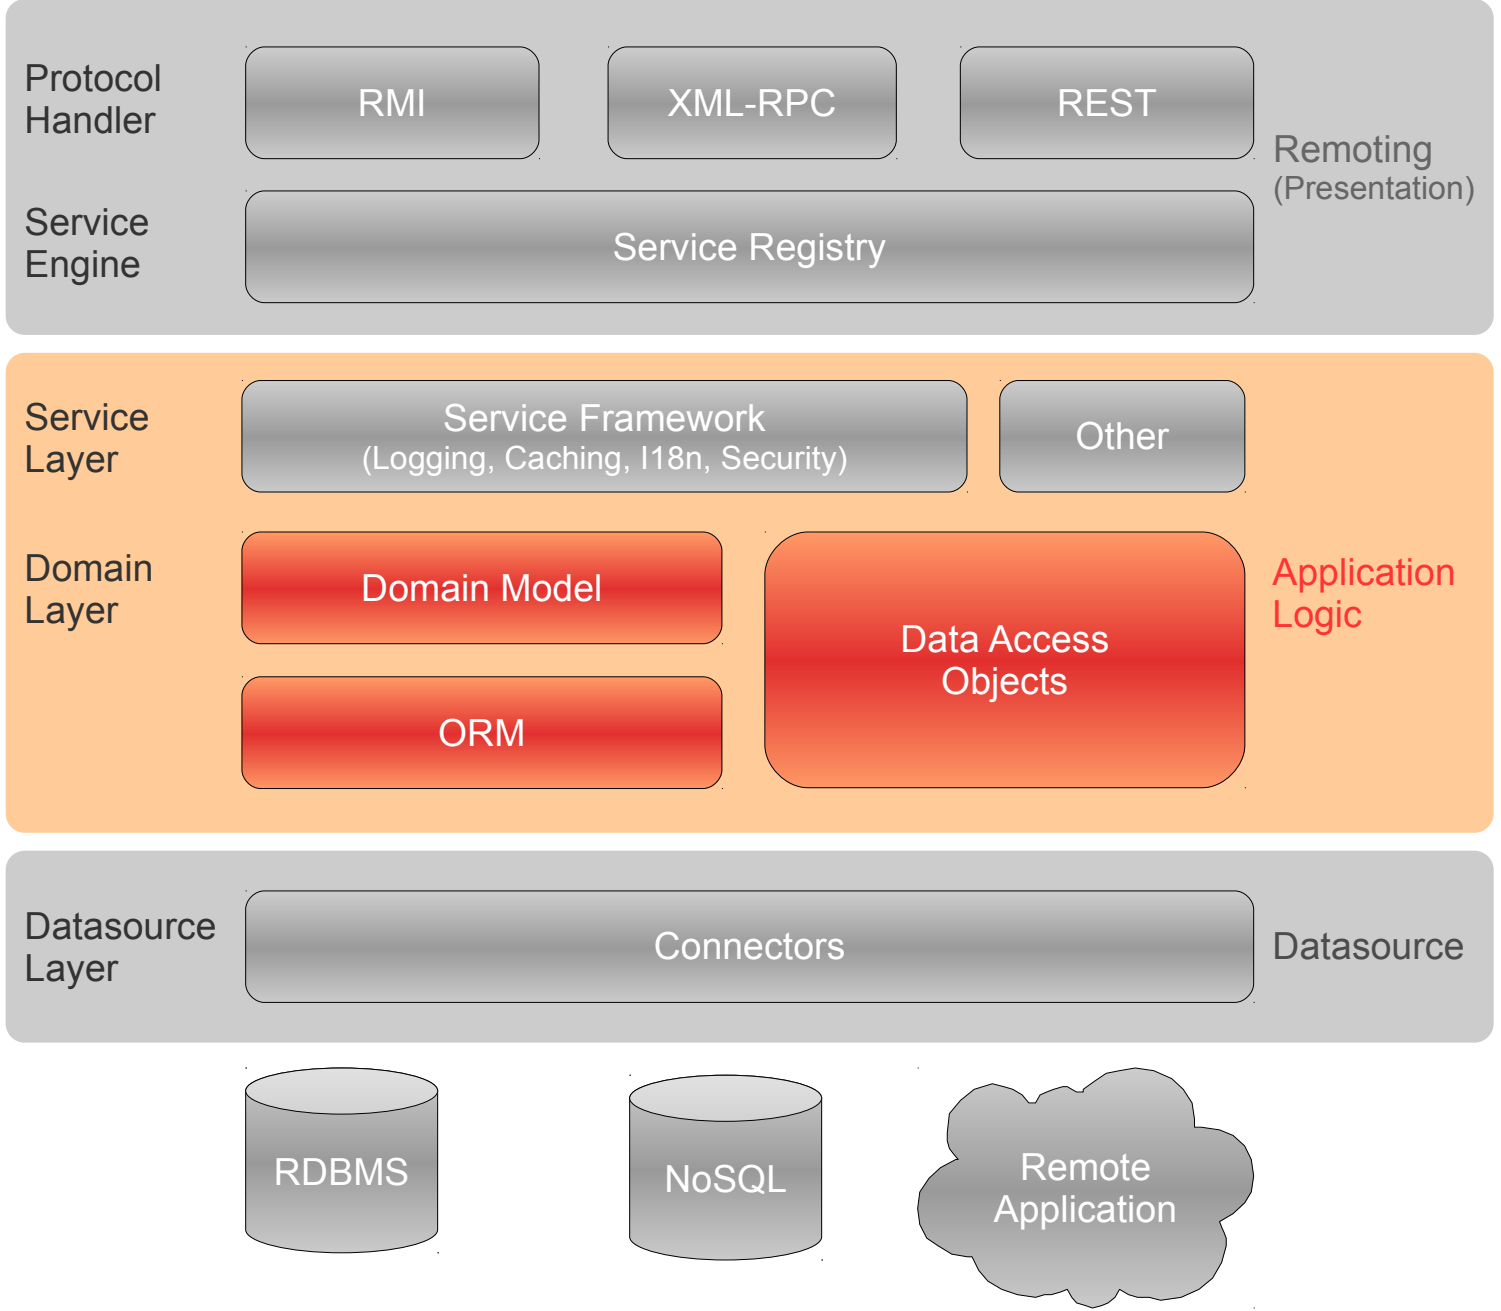 Protocol
Handler
RMI
XML-RPC
REST
Remoting
(Presentation)
Service
Engine
Service Registry
Service
Layer
Service Framework
(Logging, Caching, I18n, Security)
Other
Domain
Layer
Domain Model
Data Access
Objects
Application
Logic
ORM
Datasource
Layer
Connectors
Datasource
RDBMS
NoSQL
Remote
Application